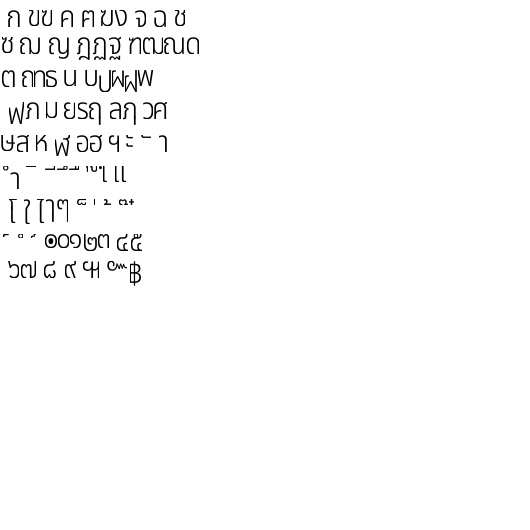 ก ขฃ ค ฅ ฆง จ ฉ ช
ซ ฌ ญ ฎฏฐ ฑฒณด
ต ถทธ น บปผฝพ
ฟภ ม ยรฤ ลฦ วศ
ษส ห ฬ อฮ ฯ ะ ั า
ำ ิ ี ึ ื ุ ู ฺ เ แ
โ ใ ไๅๆ ็ ่ ้ ๊ ๋
์ ํ ๎ ๏๐๑๒๓ ๔๕
๖๗ ๘ ๙ ๚ ๛฿